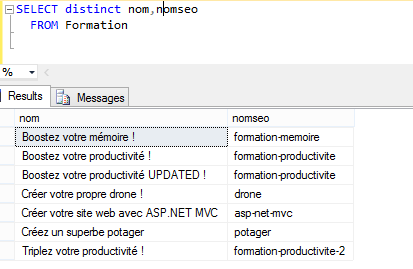 SELECT distinct nom,nomseo
FROM Formation
%
Results Messages
nom nomseo
Boostez votre mémoire ! formation-memoire
Boostez votre productivité ! formation-productivite
Boostez votre productivité UPDATED ! formation-productivite
Créer votre propre drone ! drone
Créer votre site web avec ASP.NET MVC asp-net-mvc
Créez un superbe potager potager
Triplez votre productivité ! formation-productivite-2